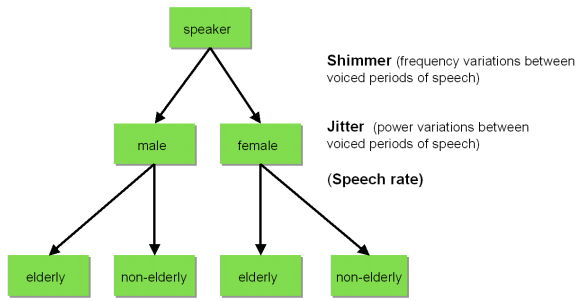 speaker
Shimmer (frequency variations between
voiced periods of speech)
male
female
Jitter (power variations between
voiced periods of speech)
(Speech rate)
elderly
non-elderly
elderly
non-elderly